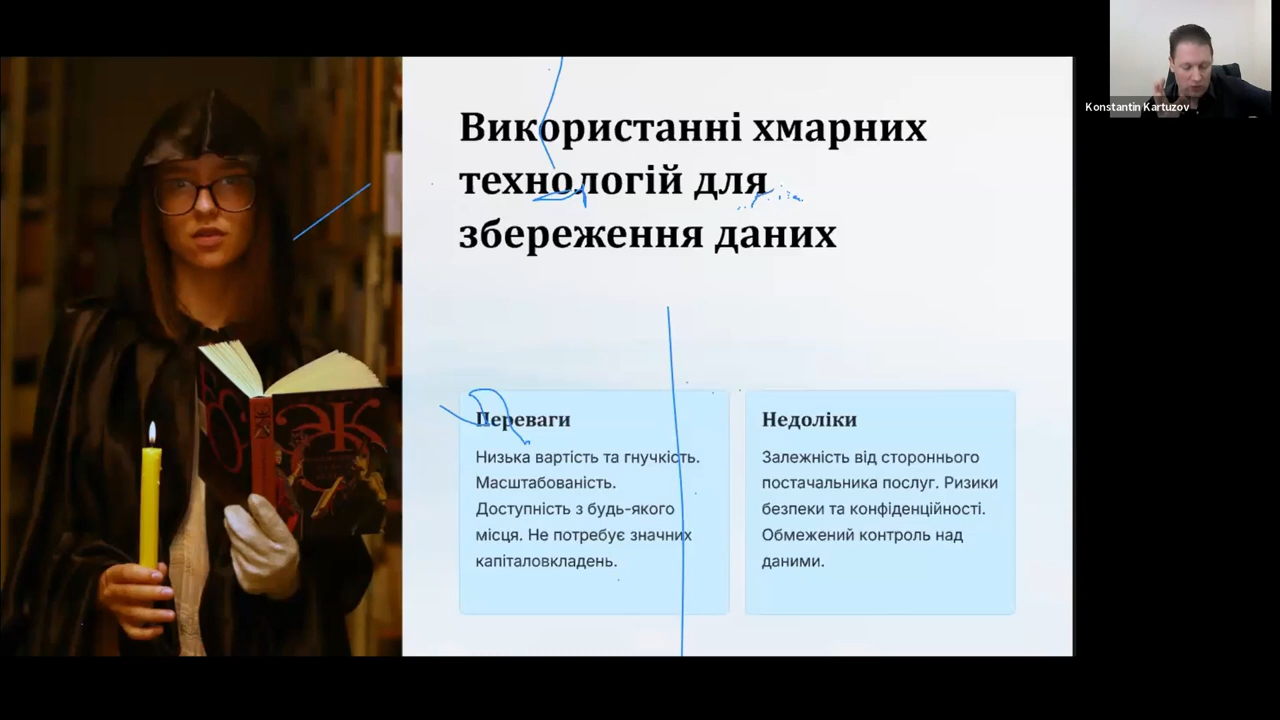 Використанні хмарних
технологій для
збереження даних
Переваги
Низька вартість та гнучкість.
Масштабованість.
Доступність з будь-якого
місця. Не потребує значних
капіталовкладень.
Недоліки
Залежність від стороннього
постачальника послуг. Ризики
безпеки та конфіденційності.
Обмежений контроль над
даними.
Konstantin Kartuzov